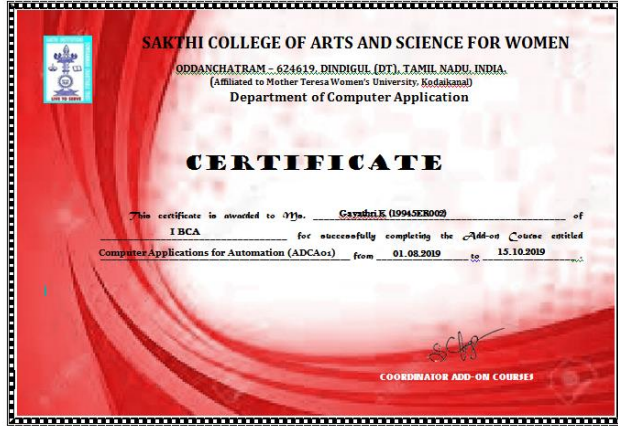 SAKTHI COLLEGE OF ARTS AND SCIENCE FOR WOMEN
ODDANCHATRAM – 624619. DINDIGUL (DT), TAMIL NADU, INDIA.
(Affiliated to Mother Teresa Women's University, Kodaikanal)
Department of Computer Application
LIVE TO SERVE
CERTIFICATE
This certificate is awarded to Ms. Gayathri.K (19945ER002) of
I BCA for successfully completing the Add-on Course entitled
Computer Applications for Automation (ADCA01) from 01.08.2019 to 15.10.2019 .
COORDINATOR ADD-ON COURSES